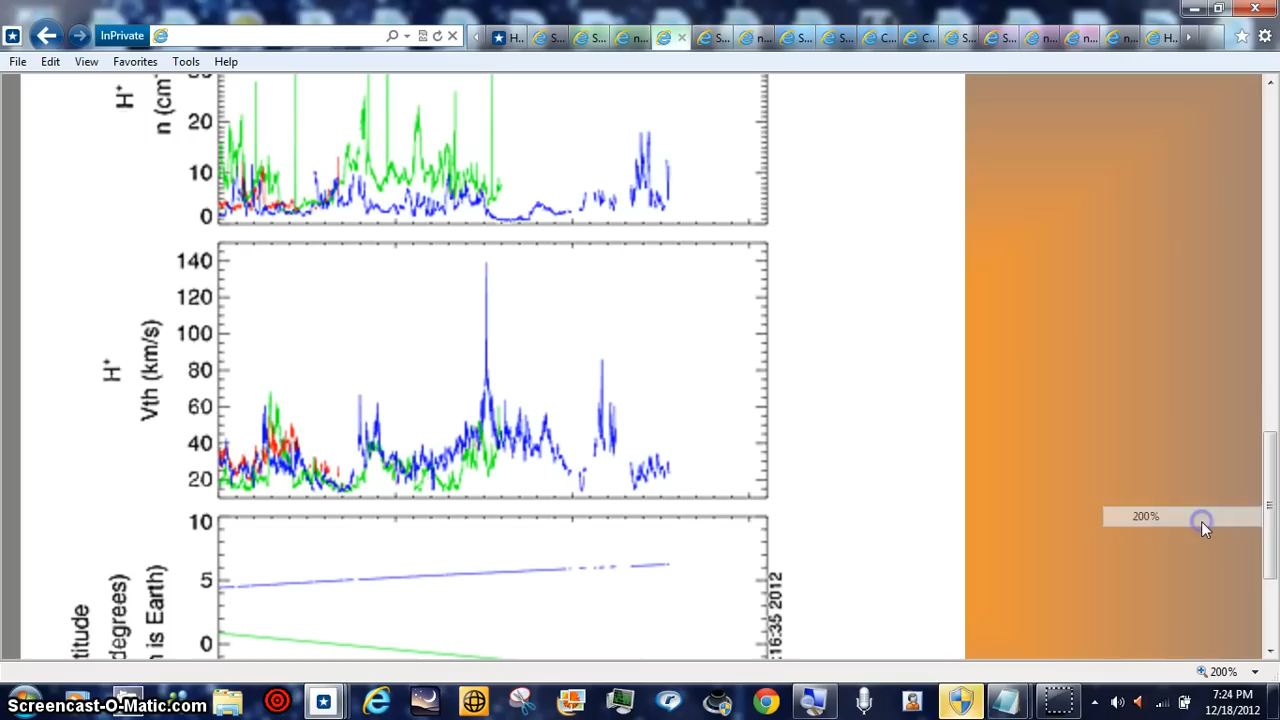 InPrivate
H...
S...
S...
n...
S...
n...
S...
S...
C...
C...
S...
S...
n...
n...
n...
H...
File Edit View Favorites Tools Help
H⁺
n (cm⁻
20
10
0
H⁺
Vth (km/s)
140
120
100
80
60
40
20
10
5
0
titude
degrees)
is Earth)
:16:35 2012
200%
200%
7:24 PM
12/18/2012
Screencast-O-Matic.com